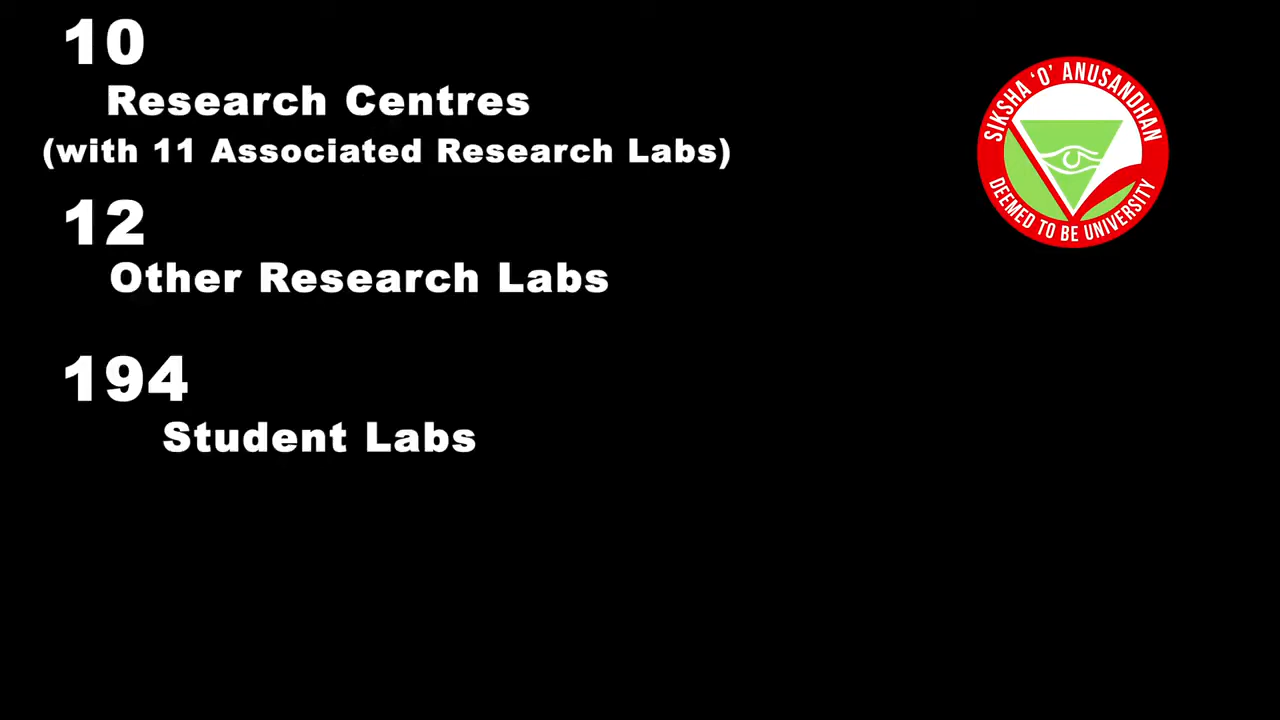 10
Research Centres
(with 11 Associated Research Labs)
12
Other Research Labs
194
Student Labs
SIKSHA 'O' ANUSANDHAN
DEEMED TO BE UNIVERSITY